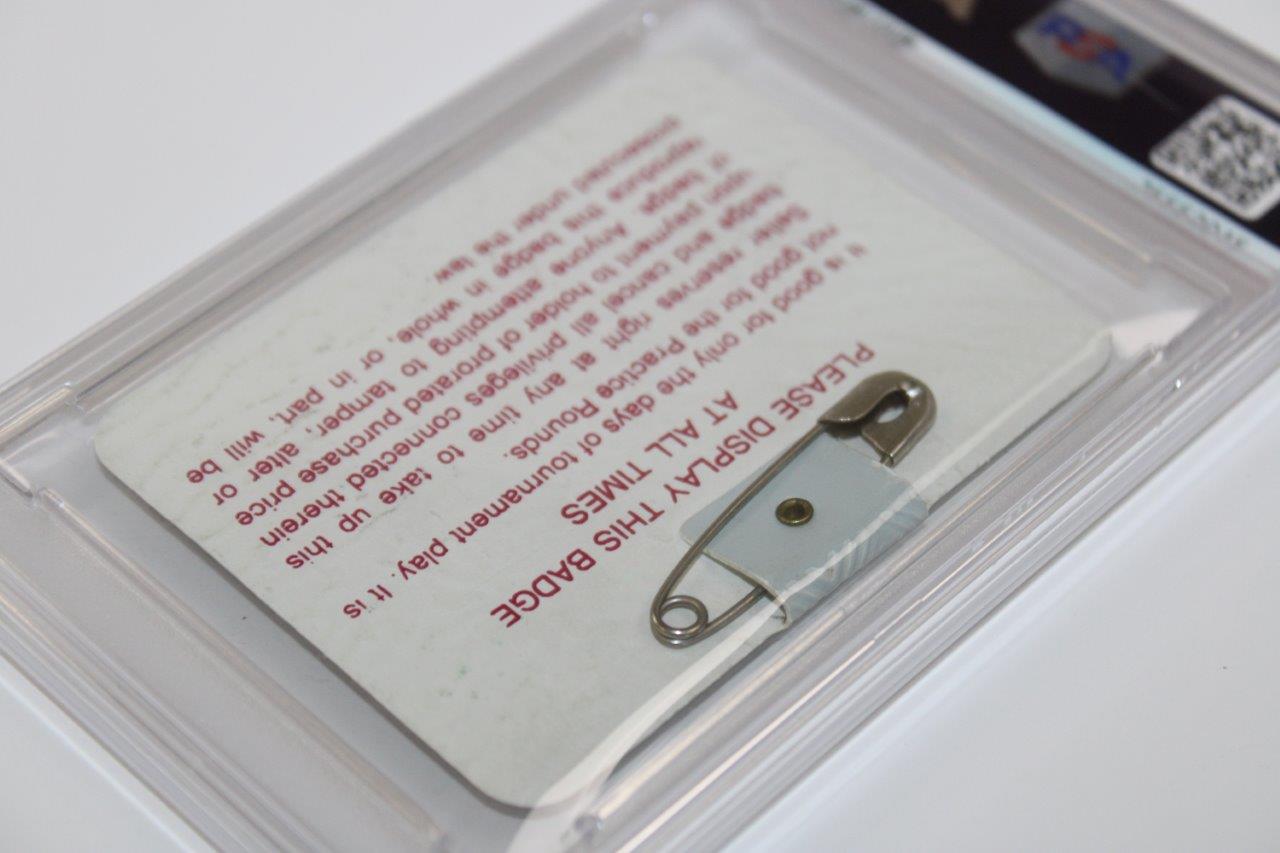 PLEASE DISPLAY THIS BADGE
AT ALL TIMES
It is good for only the days of tournament play. It is
not good for the Practice Rounds.
Seller reserves right at any time to take up this
badge and cancel all privileges connected therein
upon payment to holder of prorated purchase price
of badge. Anyone attempting to tamper, alter or
reproduce this badge in whole, or in part, will be
prosecuted under the law
PSA